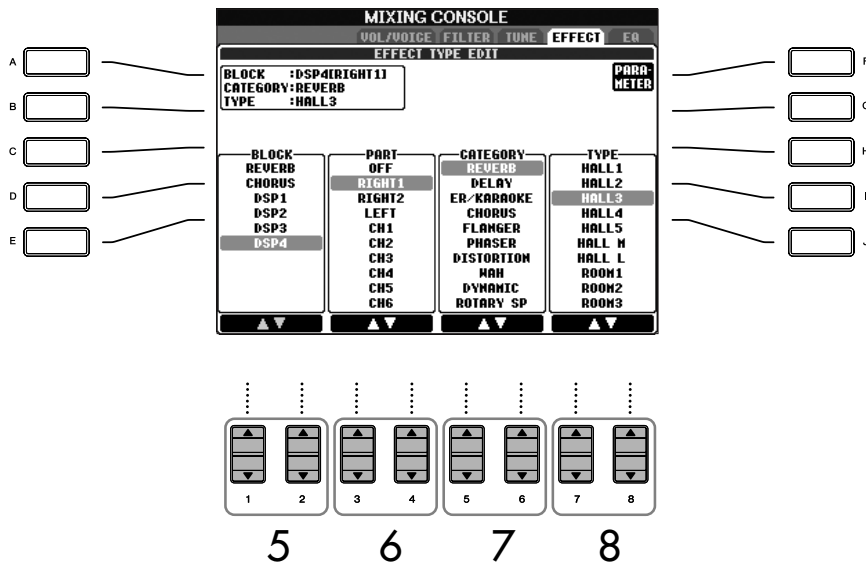 MIXING CONSOLE
VOL/VOICE FILTER TUNE EFFECT EQ
EFFECT TYPE EDIT
BLOCK :DSP4[RIGHT1]
CATEGORY:REVERB
TYPE :HALL3
PARA-
METER
A
B
C
D
E
F
G
H
I
J
BLOCK
REVERB
CHORUS
DSP1
DSP2
DSP3
DSP4
PART
OFF
RIGHT1
RIGHT2
LEFT
CH1
CH2
CH3
CH4
CH5
CH6
CATEGORY
REVERB
DELAY
ER/KARAOKE
CHORUS
FLANGER
PHASER
DISTORTION
WAH
DYNAMIC
ROTARY SP
TYPE
HALL1
HALL2
HALL3
HALL4
HALL5
HALL M
HALL L
ROOM1
ROOM2
ROOM3
1 2 3 4 5 6 7 8
5 6 7 8